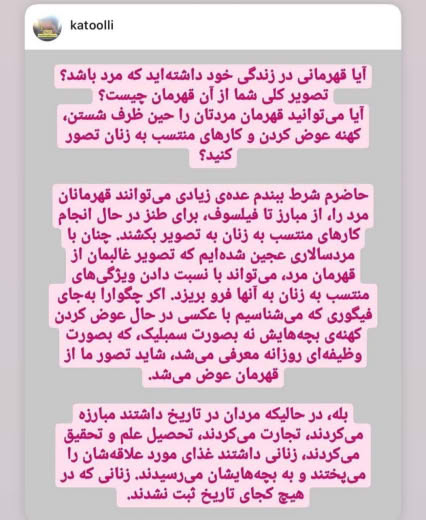 katoolli
آیا قهرمانی در زندگی خود داشته‌اید که مرد باشد؟
تصویر کلی شما از آن قهرمان چیست؟
آیا می‌توانید قهرمان مردتان را حین ظرف شستن،
کهنه عوض کردن و کارهای منتسب به زنان تصور
کنید؟
حاضرم شرط ببندم عده‌ی زیادی می‌توانند قهرمانان
مرد را، از مبارز تا فیلسوف، برای طنز در حال انجام
کارهای منتسب به زنان به تصویر بکشند. چنان با
مردسالاری عجین شده‌ایم که تصویر غالبمان از
قهرمان مرد، می‌تواند با نسبت دادن ویژگی‌های
منتسب به زنان به آنها فرو بریزد. اکر چگوارا به‌جای
فیگوری که می‌شناسیم با عکسی در حال عوض کردن
کهنه‌ی بچه‌هایش نه بصورت سمبلیک، که بصورت
وظیفه‌ای روزانه معرفی می‌شد، شاید تصور ما از
قهرمان عوض می‌شد.
بله، در حالیکه مردان در تاریخ داشتند مبارزه
می‌کردند، تجارت می‌کردند، تحصیل علم و تحقیق
می‌کردند، زنانی داشتند غذای مورد علاقه‌شان را
می‌پختند و به بچه‌هایشان می‌رسیدند. زنانی که در
هیچ کجای تاریخ ثبت نشدند.